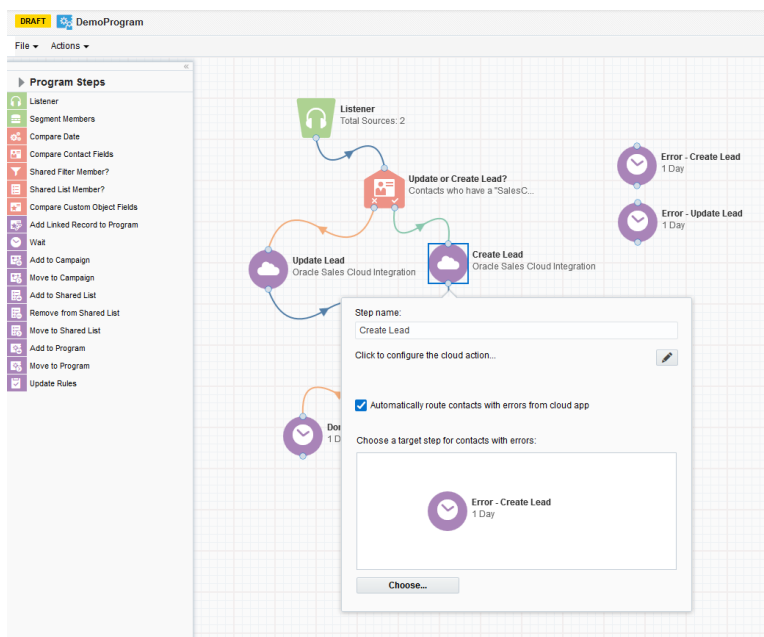 DRAFT DemoProgram
File Actions
«
Program Steps
Listener
Segment Members
Compare Date
Compare Contact Fields
Shared Filter Member?
Shared List Member?
Compare Custom Object Fields
Add Linked Record to Program
Wait
Add to Campaign
Move to Campaign
Add to Shared List
Remove from Shared List
Move to Shared List
Add to Program
Move to Program
Update Rules
Listener
Total Sources: 2
Update or Create Lead?
Contacts who have a "SalesC...
Error - Create Lead
1 Day
Error - Update Lead
1 Day
Update Lead
Oracle Sales Cloud Integration
Create Lead
Oracle Sales Cloud Integration
Step name:
Create Lead
Click to configure the cloud action...
Automatically route contacts with errors from cloud app
Choose a target step for contacts with errors:
Error - Create Lead
1 Day
Choose...